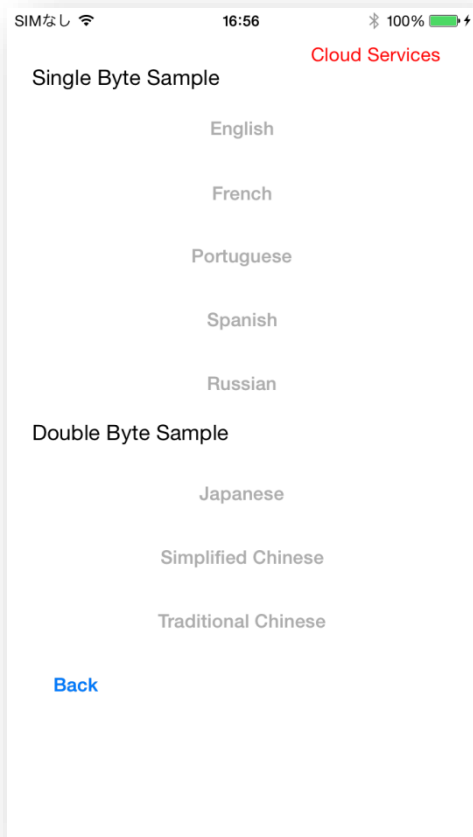 SIMなし 16:56 100%
Cloud Services
Single Byte Sample
English
French
Portuguese
Spanish
Russian
Double Byte Sample
Japanese
Simplified Chinese
Traditional Chinese
Back